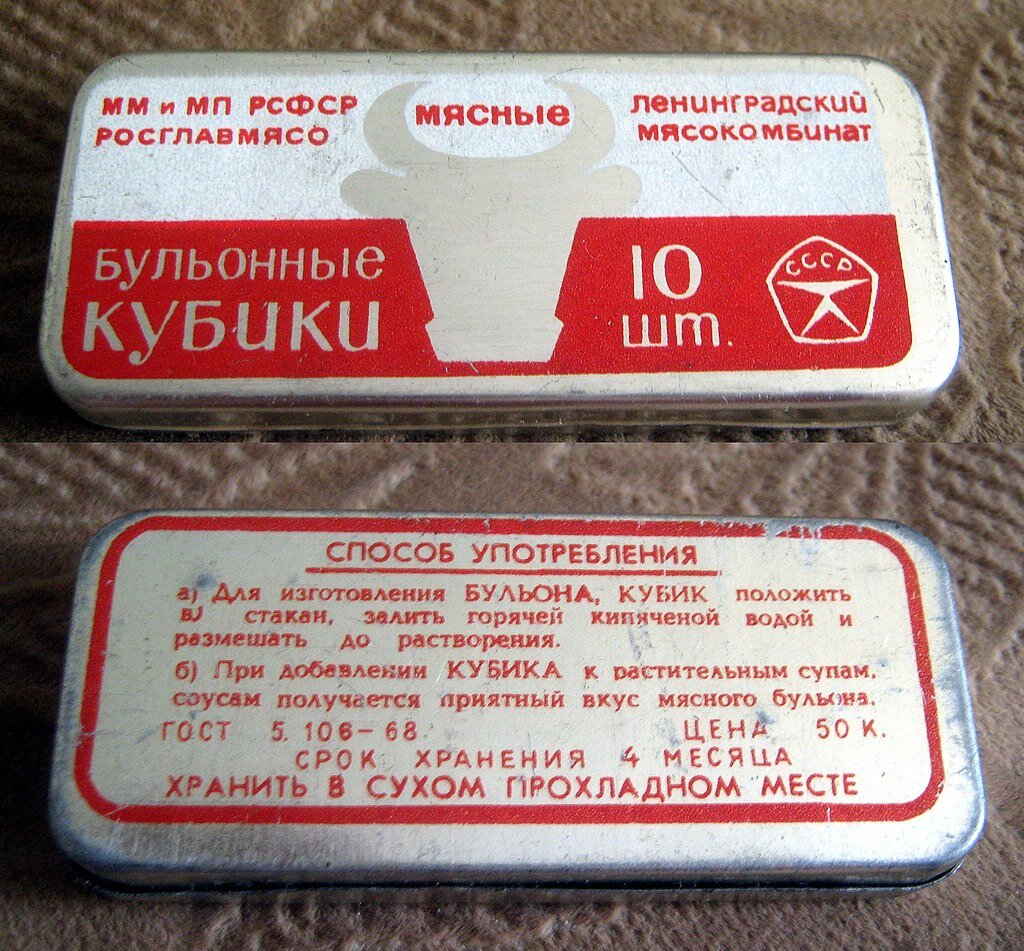 ММ и МП РСФСР
РОСГЛАВМЯСО
МЯСНЫЕ
ЛЕНИНГРАДСКИЙ
МЯСОКОМБИНАТ
БУЛЬОННЫЕ
КУБИКИ
10
шт.
СССР
СПОСОБ УПОТРЕБЛЕНИЯ
а) Для изготовления БУЛЬОНА, КУБИК положить
в) стакан, залить горячей кипяченой водой и
размешать до растворения.
б) При добавлении КУБИКА к растительным супам,
соусам получается приятный вкус мясного бульона.
ГОСТ 5. 106-68. ЦЕНА 50 К.
СРОК ХРАНЕНИЯ 4 МЕСЯЦА
ХРАНИТЬ В СУХОМ ПРОХЛАДНОМ МЕСТЕ